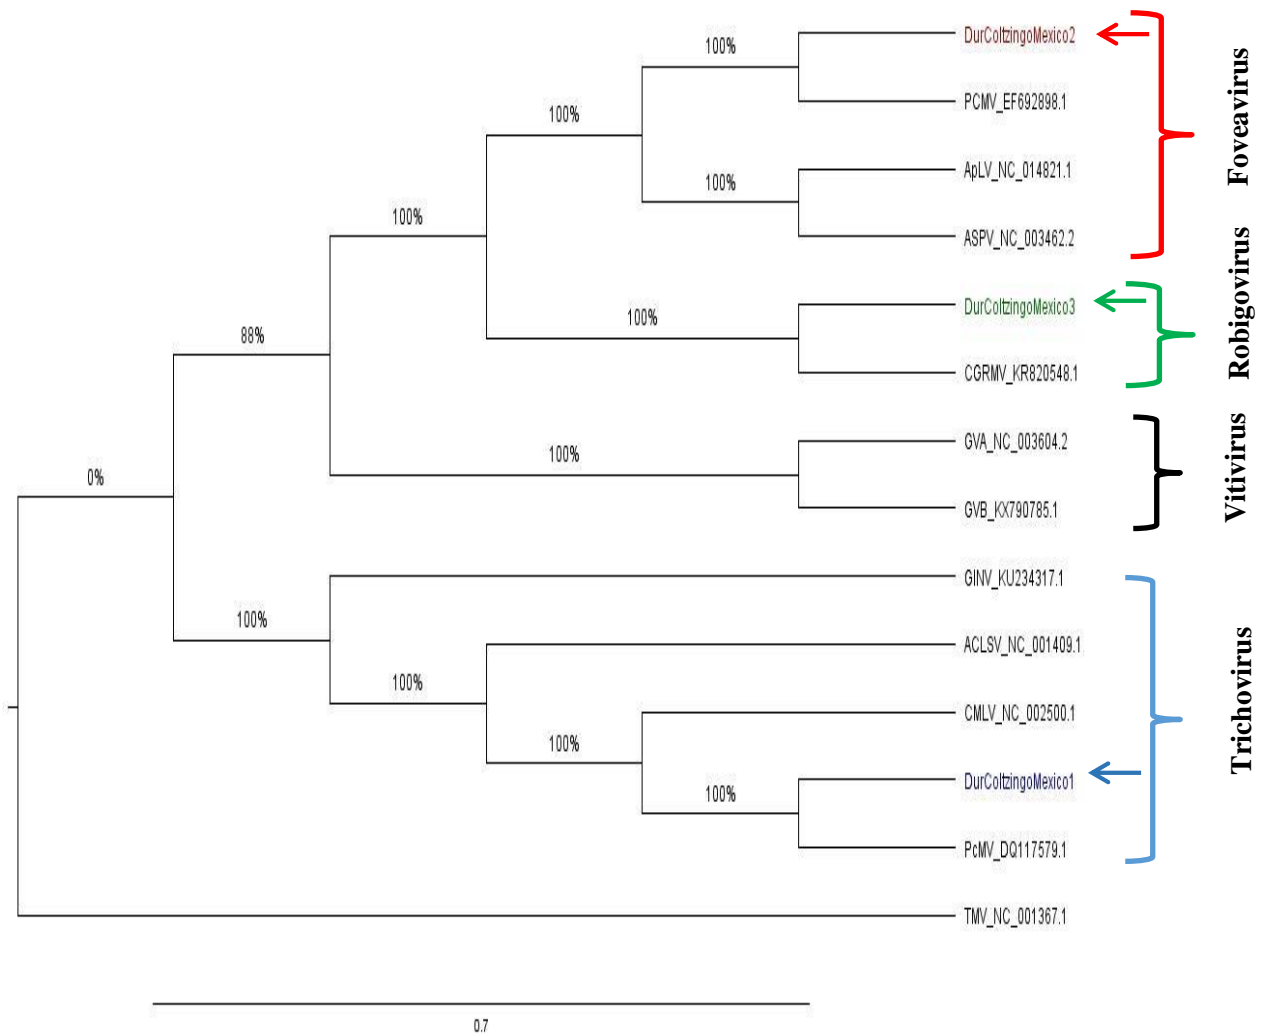 DurColtzingoMexico2
100%
PCMV_EF692898.1
100%
Foveavirus
ApLV_NC_014821.1
100%
100%
ASPV_NC_003462.2
DurColtzingoMexico3
100%
Robigovirus
88%
CGRMV_KR820548.1
GVA_NC_003604.2
100%
Vitivirus
0%
GVB_KX790785.1
GINV_KU234317.1
100%
ACLSV_NC_001409.1
100%
Trichovirus
CMLV_NC_002500.1
100%
DurColtzingoMexico1
100%
PcMV_DQ117579.1
TMV_NC_001367.1
0.7